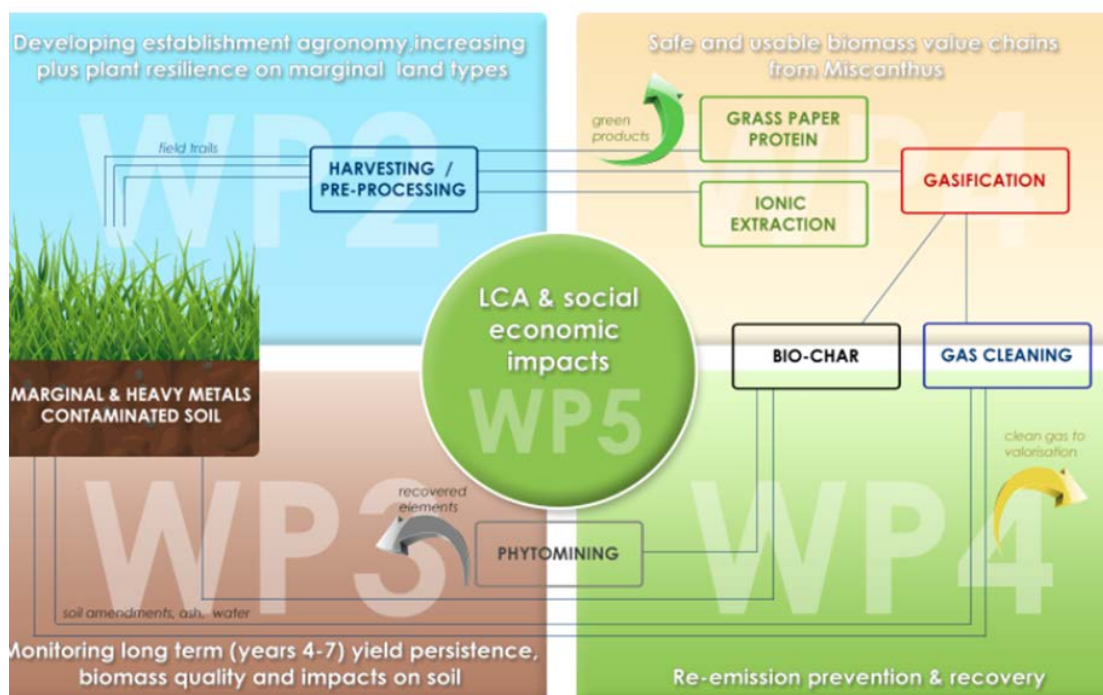 Developing establishment agronomy,increasing
plus plant resilience on marginal land types
WP2
field trails
HARVESTING /
PRE-PROCESSING
Safe and usable biomass value chains
from Miscanthus
WP4
green
products
GRASS PAPER
PROTEIN
IONIC
EXTRACTION
GASIFICATION
LCA & social
economic
impacts
WP5
BIO-CHAR
GAS CLEANING
MARGINAL & HEAVY METALS
CONTAMINATED SOIL
WP3
recovered
elements
PHYTOMINING
soil amendments, ash, water
Monitoring long term (years 4-7) yield persistence,
biomass quality and impacts on soil
clean gas to
valorisation
WP4
Re-emission prevention & recovery